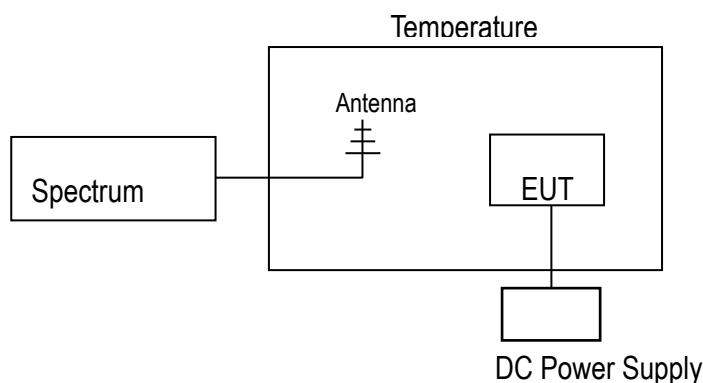 Temperature
Antenna
Spectrum
EUT
DC Power Supply